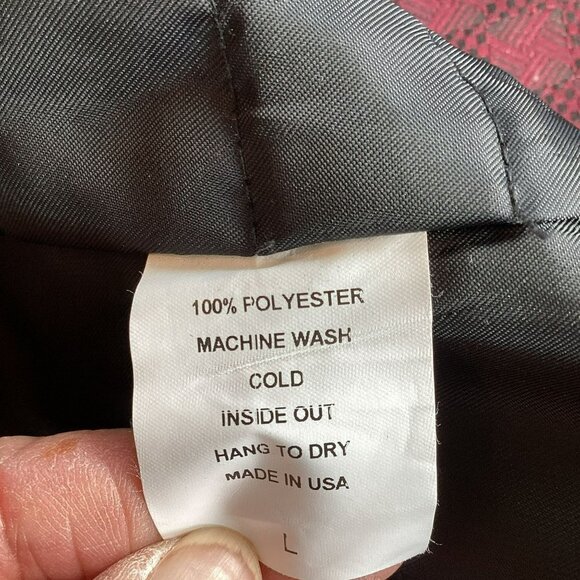 100% POLYESTER
MACHINE WASH
COLD
INSIDE OUT
HANG TO DRY
MADE IN USA
L